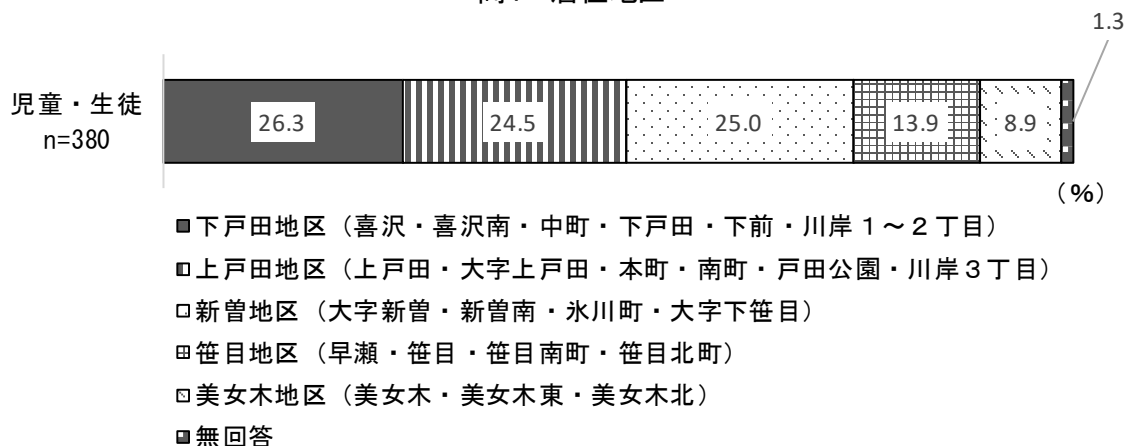 1.3
児童・生徒
n=380
26.3
24.5
25.0
13.9
8.9
（％）
下戸田地区（喜沢・喜沢南・中町・下戸田・下前・川岸１～２丁目）
上戸田地区（上戸田・大字上戸田・本町・南町・戸田公園・川岸３丁目）
新曽地区（大字新曽・新曽南・氷川町・大字下笹目）
笹目地区（早瀬・笹目・笹目南町・笹目北町）
美女木地区（美女木・美女木東・美女木北）
無回答